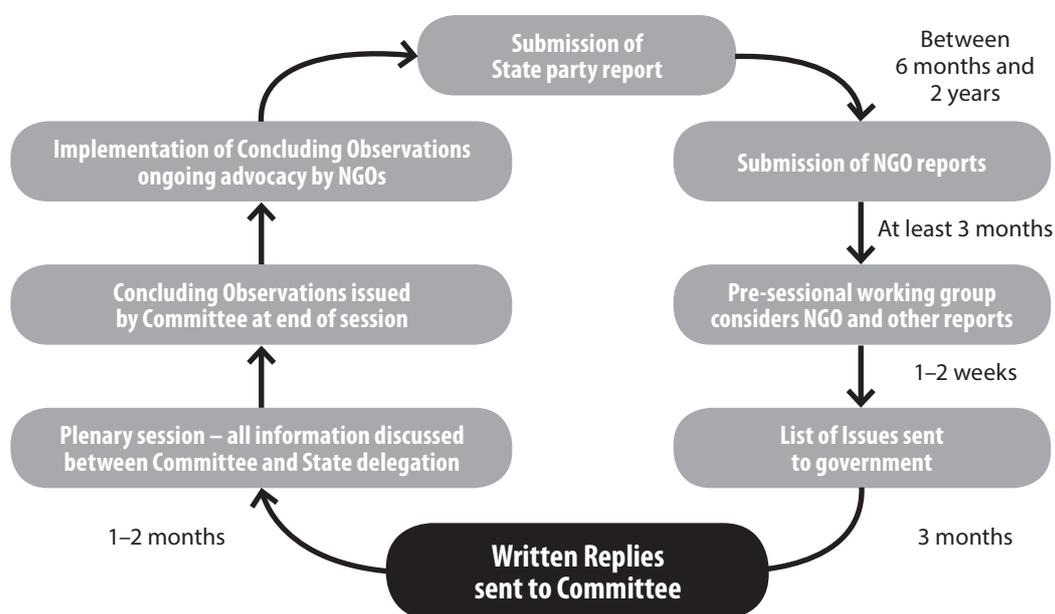 Submission of
State party report
Between
6 months and
2 years
Submission of NGO reports
At least 3 months
Pre-sessional working group
considers NGO and other reports
1–2 weeks
List of Issues sent
to government
3 months
Written Replies
sent to Committee
1–2 months
Plenary session – all information discussed
between Committee and State delegation
Concluding Observations issued
by Committee at end of session
Implementation of Concluding Observations
ongoing advocacy by NGOs